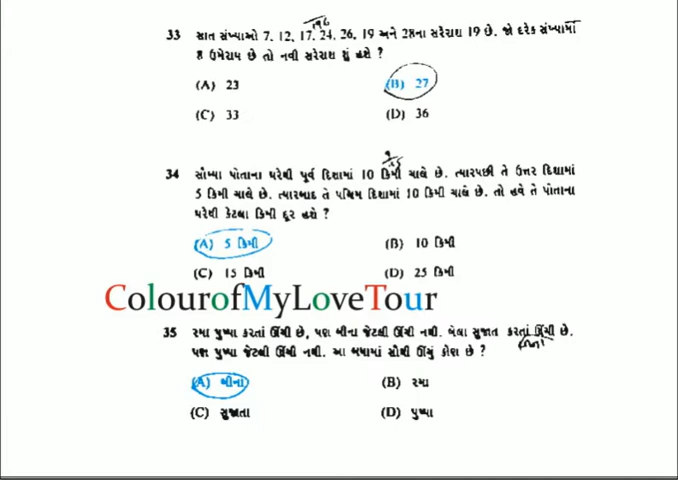 33 સાત સંખ્યાઓ 7, 12, 17, 24, 26, 19 અને 28ના સરેરાશ 19 છે. જો દરેક સંખ્યામાં
8 ઉમેરાય છે તો નવી સરેરાશ શું હશે ?
(A) 23 (B) 27
(C) 33 (D) 36
34 સૌમ્યા પોતાના ઘરેથી પૂર્વ દિશામાં 10 કિમી ચાલે છે. ત્યારપછી તે ઉત્તર દિશામાં
5 કિમી ચાલે છે. ત્યારબાદ તે પશ્ચિમ દિશામાં 10 કિમી ચાલે છે. તો હવે તે પોતાના
ઘરેથી કેટલા કિમી દૂર હશે ?
(A) 5 કિમી (B) 10 કિમી
(C) 15 કિમી (D) 25 કિમી
ColourofMyLoveTour
35 રમા પુષ્પા કરતાં ઊંચી છે, પણ બીના જેટલી ઊંચી નથી. બેલા સુજાત કરતાં ઊંચી છે.
પણ પુષ્પા જેટલી ઊંચી નથી. આ બધામાં સૌથી ઊંચું કોણ છે ?
(A) બીના (B) રમા
(C) સુજાતા (D) પુષ્પા